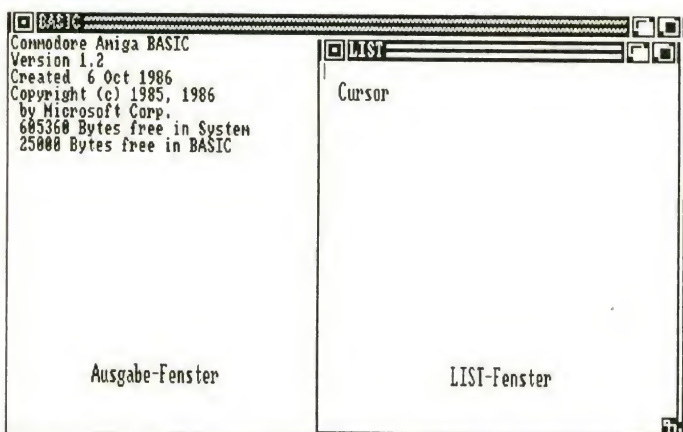 BASIC
Commodore Amiga BASIC
Version 1.2
Created 6 Oct 1986
Copyright (c) 1985, 1986
by Microsoft Corp.
605360 Bytes free in System
25000 Bytes free in BASIC
Ausgabe-Fenster
LIST
Cursor
LIST-Fenster